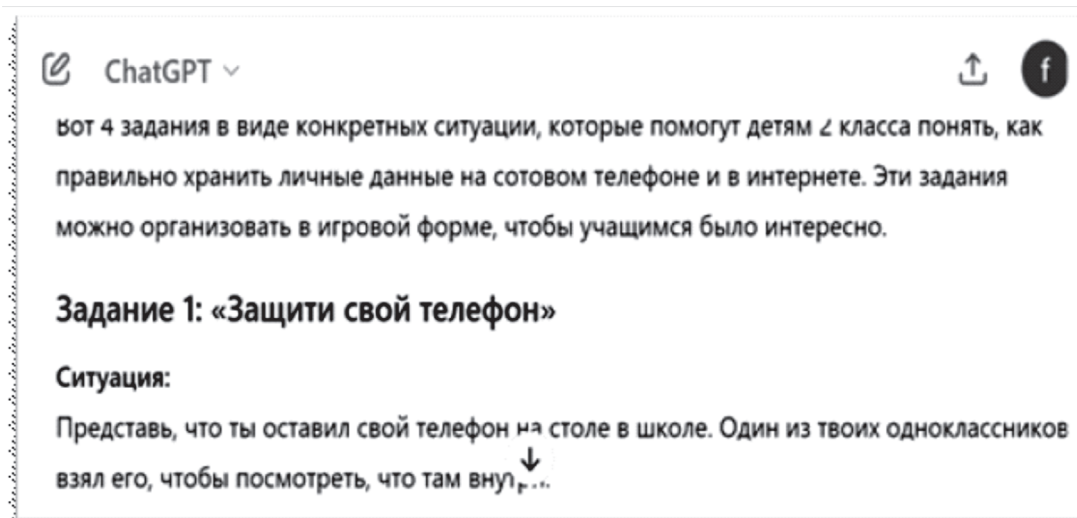 ChatGPT
f
Вот 4 задания в виде конкретных ситуации, которые помогут детям 2 класса понять, как
правильно хранить личные данные на сотовом телефоне и в интернете. Эти задания
можно организовать в игровой форме, чтобы учащимся было интересно.
Задание 1: «Защити свой телефон»
Ситуация:
Представь, что ты оставил свой телефон на столе в школе. Один из твоих одноклассников
взял его, чтобы посмотреть, что там